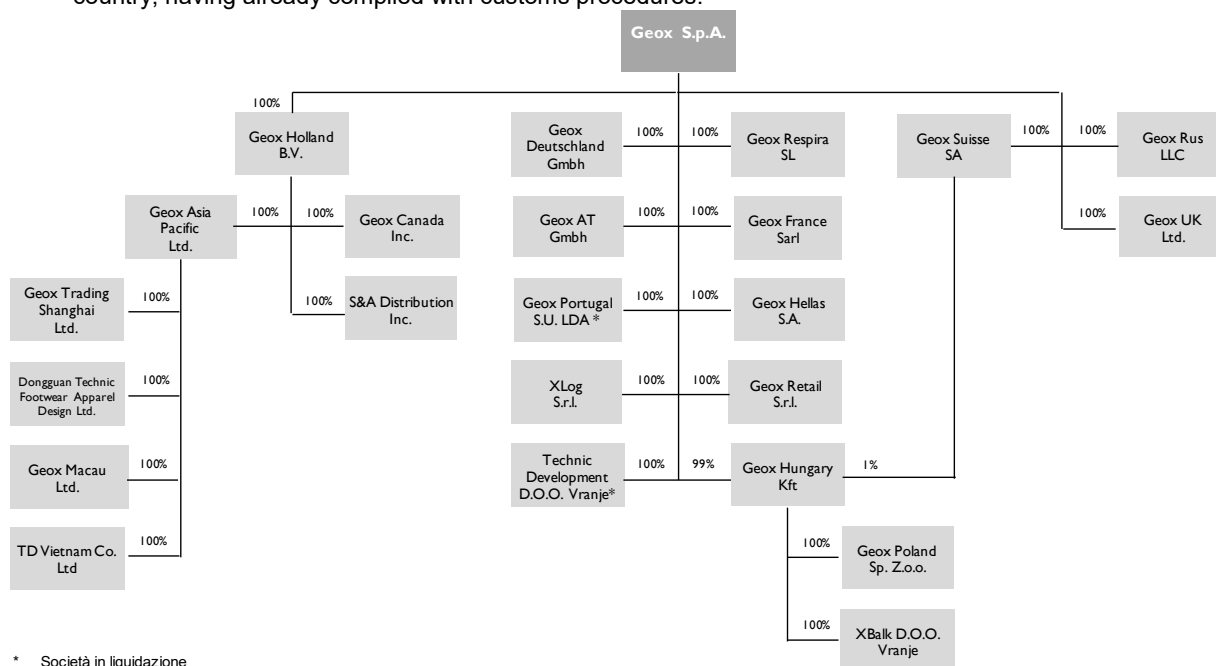 country, having already complied with customs procedures.
Geox S.p.A.
100%
Geox Holland
B.V.
Geox
Deutschland
Gmbh
100%
100%
Geox Respira
SL
Geox Suisse
SA
100%
100%
Geox Rus
LLC
Geox Asia
Pacific
Ltd.
100%
100%
Geox Canada
Inc.
Geox AT
Gmbh
100%
100%
Geox France
Sarl
100%
Geox UK
Ltd.
Geox Trading
Shanghai
Ltd.
100%
100%
S&A Distribution
Inc.
Geox Portugal
S.U. LDA *
100%
100%
Geox Hellas
S.A.
Dongguan Technic
Footwear Apparel
Design Ltd.
100%
XLog
S.r.l.
100%
100%
Geox Retail
S.r.l.
Geox Macau
Ltd.
100%
Technic
Development
D.O.O. Vranje*
100%
99%
Geox Hungary
Kft
1%
TD Vietnam Co.
Ltd
100%
100%
Geox Poland
Sp. Z.o.o.
100%
XBalk D.O.O.
Vranje
* Società in liquidazione